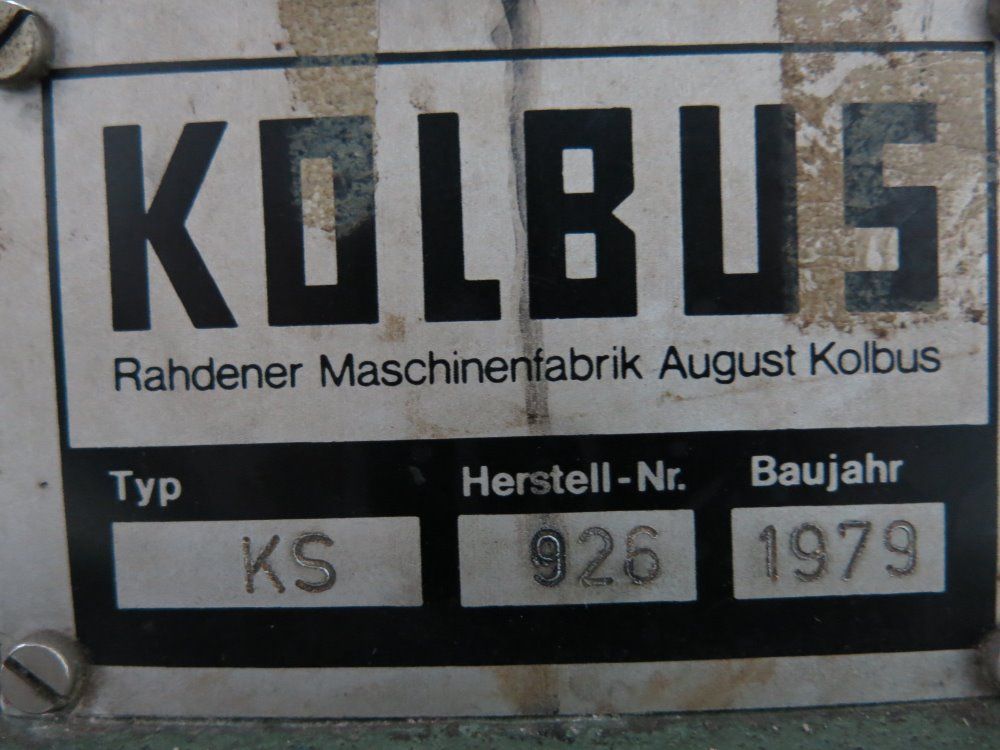 KOLBUS
Rahdener Maschinenfabrik August Kolbus
Typ Herstell-Nr. Baujahr
KS 926 1979